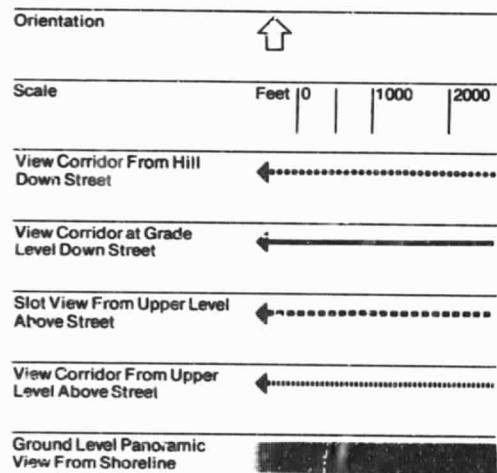 Orientation
Scale
Feet 0 1000 2000
View Corridor From Hill
Down Street
View Corridor at Grade
Level Down Street
Slot View From Upper Level
Above Street
View Corridor From Upper
Level Above Street
Ground Level Panoramic
View From Shoreline